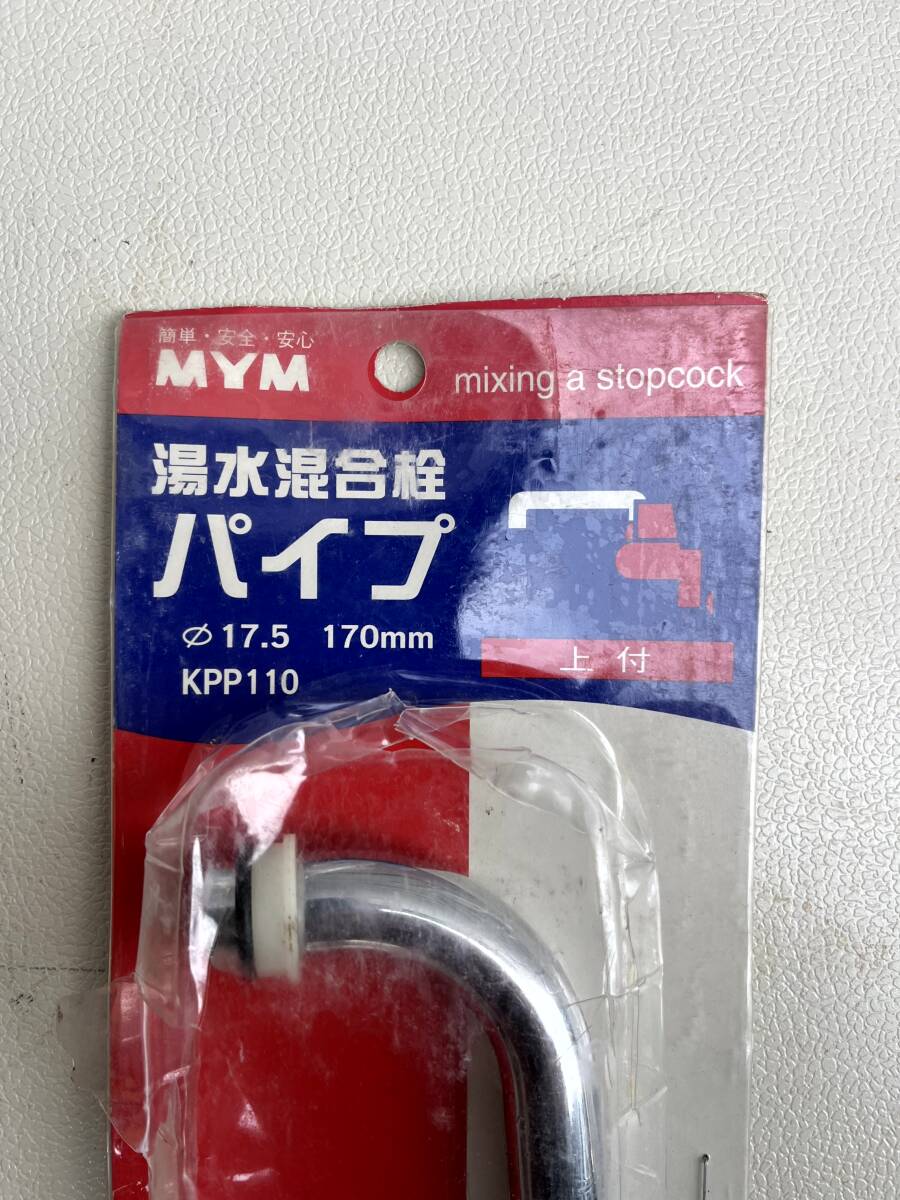 簡単・安全・安心
MYM
mixing a stopcock
湯水混合栓
パイプ
φ17.5 170mm
KPP110
上付